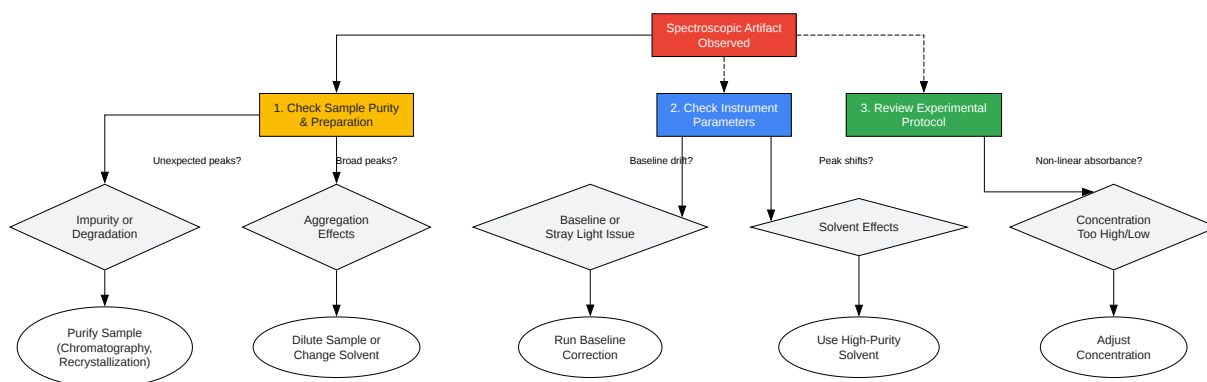 Spectroscopic Artifact
Observed
1. Check Sample Purity
& Preparation
2. Check Instrument
Parameters
3. Review Experimental
Protocol
Unexpected peaks?
Broad peaks?
Baseline drift?
Peak shifts?
Non-linear absorbance?
Impurity or
Degradation
Aggregation
Effects
Baseline or
Stray Light Issue
Solvent Effects
Concentration
Too High/Low
Purify Sample
(Chromatography,
Recrystallization)
Dilute Sample or
Change Solvent
Run Baseline
Correction
Use High-Purity
Solvent
Adjust
Concentration